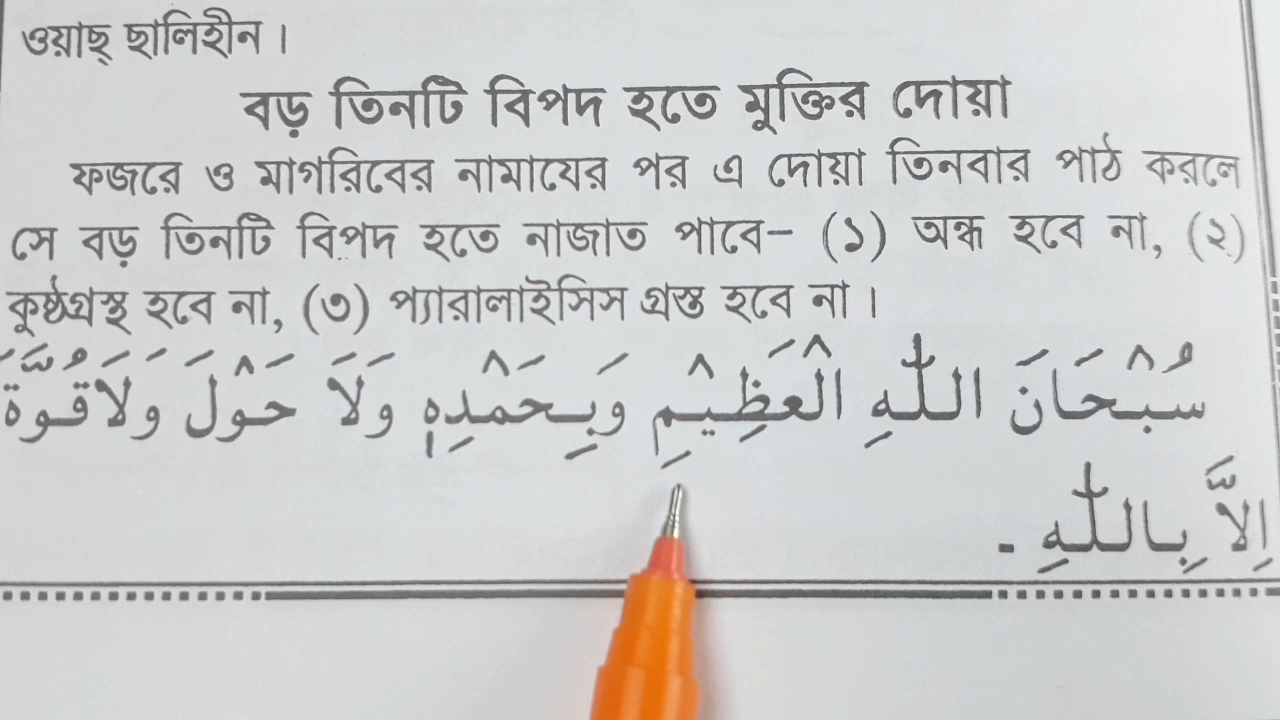 ওয়াছ্ ছালিহীন।
বড় তিনটি বিপদ হতে মুক্তির দোয়া
ফজরে ও মাগরিবের নামাযের পর এ দোয়া তিনবার পাঠ করলে
সে বড় তিনটি বিপদ হতে নাজাত পাবে– (১) অন্ধ হবে না, (২)
কুষ্ঠগ্রস্থ হবে না, (৩) প্যারালাইসিস গ্রস্ত হবে না।
سُبْحَانَ اللّٰهِ الْعَظِيْمِ وَبِحَمْدِهٖ وَلَا حَوْلَ وَلَا قُوَّةَ
اِلَّا بِاللّٰهِ -